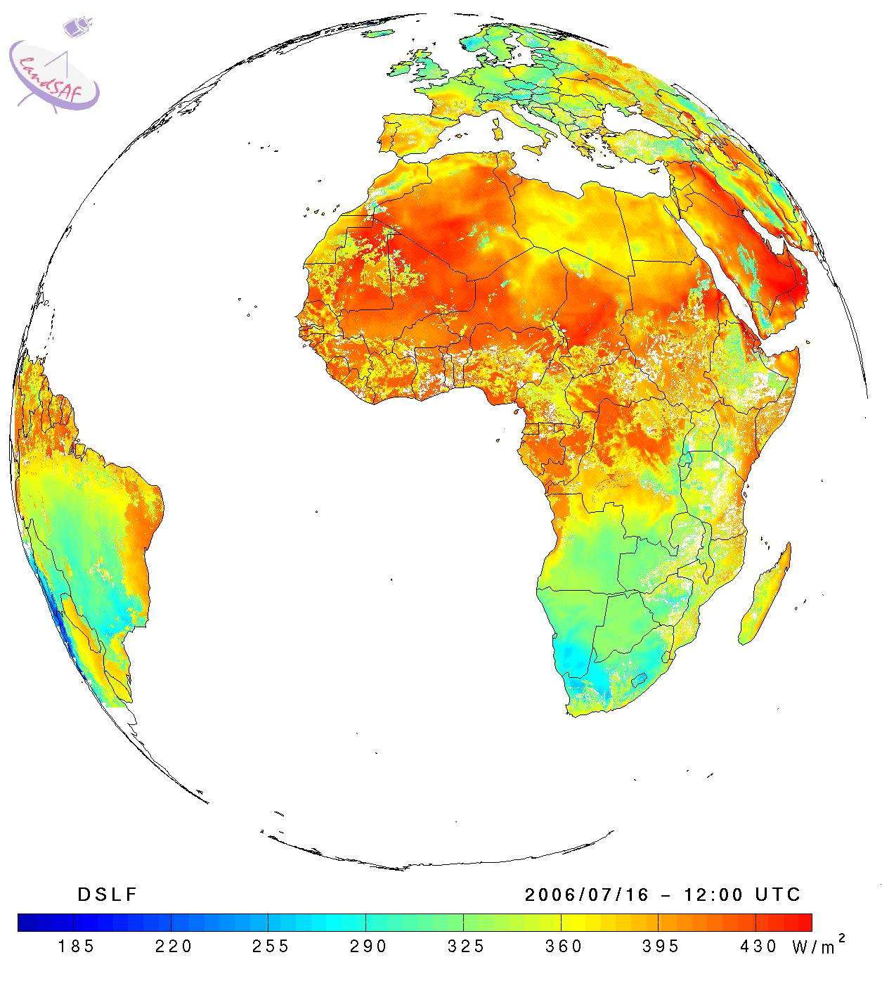 landSAF
DSLF
2006/07/16 – 12:00 UTC
185 220 255 290 325 360 395 430 W/m²